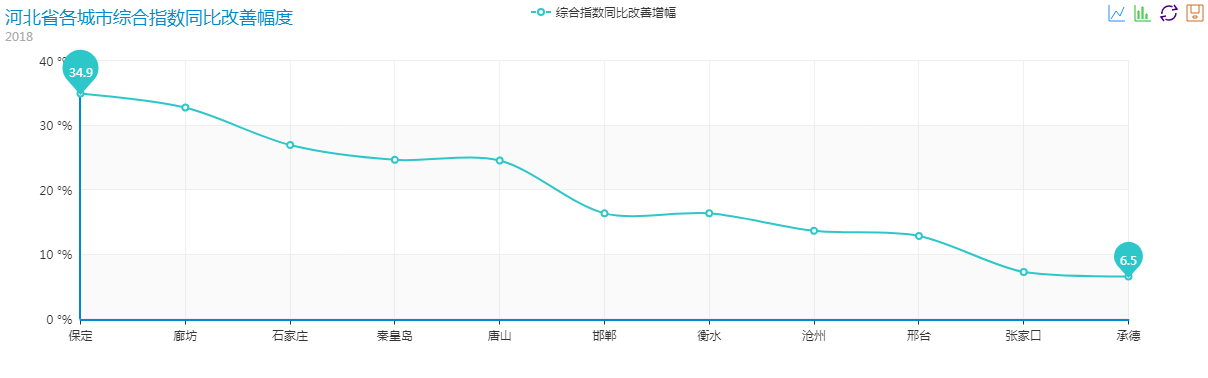 河北省各城市综合指数同比改善幅度
2018
综合指数同比改善增幅
40 °%
34.9
30 °%
20 °%
10 °%
6.5
0 °%
保定 廊坊 石家庄 秦皇岛 唐山 邯郸 衡水 沧州 邢台 张家口 承德